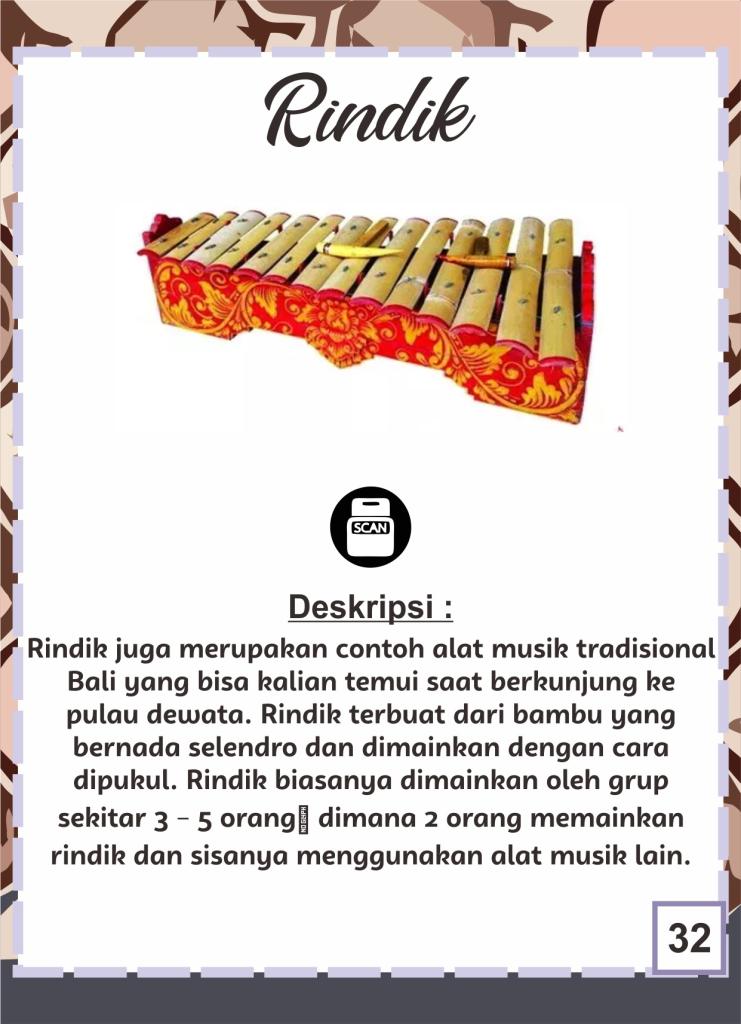 Rindik
SCAN
Deskripsi :
Rindik juga merupakan contoh alat musik tradisional
Bali yang bisa kalian temui saat berkunjung ke
pulau dewata. Rindik terbuat dari bambu yang
bernada selendro dan dimainkan dengan cara
dipukul. Rindik biasanya dimainkan oleh grup
sekitar 3 - 5 orang dimana 2 orang memainkan
rindik dan sisanya menggunakan alat musik lain.
32